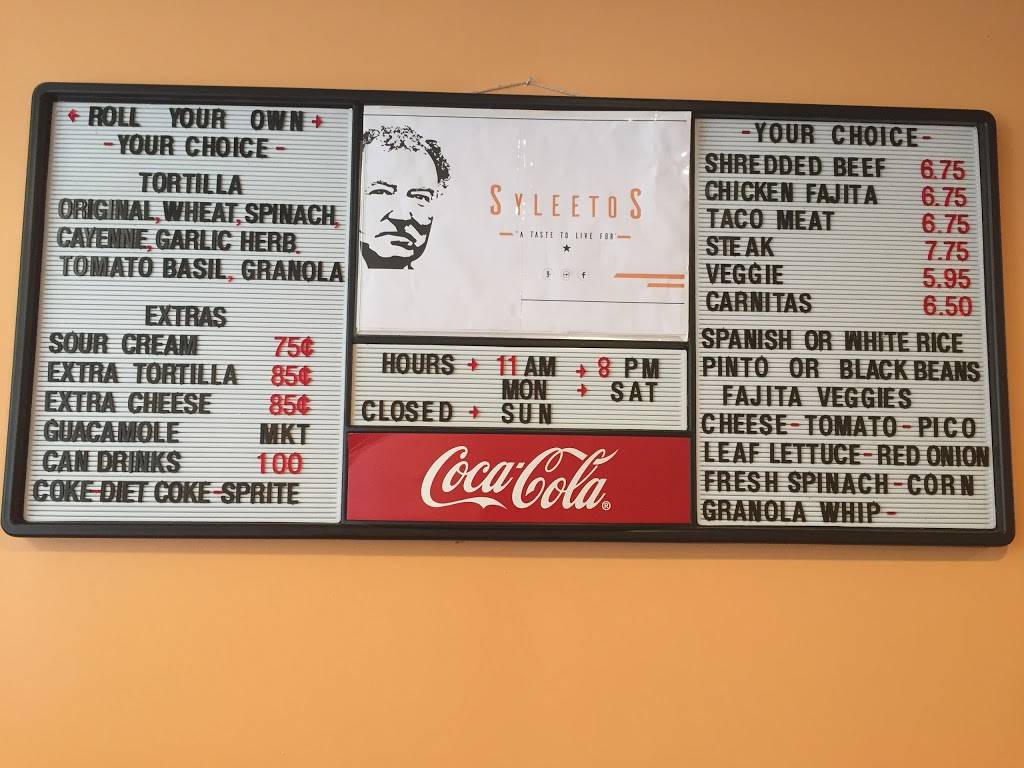 ROLL YOUR OWN
-YOUR CHOICE-
TORTILLA
ORIGINAL, WHEAT, SPINACH,
CAYENNE, GARLIC HERB,
TOMATO BASIL, GRANOLA
EXTRAS
SOUR CREAM 75¢
EXTRA TORTILLA 85¢
EXTRA CHEESE 85¢
GUACAMOLE MKT
CAN DRINKS 100
COKE-DIET COKE-SPRITE
SYLEETOS
"A TASTE TO LIVE FOR"
HOURS 11 AM 8 PM
MON SAT
CLOSED SUN
Coca-Cola®
-YOUR CHOICE-
SHREDDED BEEF 6.75
CHICKEN FAJITA 6.75
TACO MEAT 6.75
STEAK 7.75
VEGGIE 5.95
CARNITAS 6.50
SPANISH OR WHITE RICE
PINTO OR BLACK BEANS
FAJITA VEGGIES
CHEESE-TOMATO-PICO
LEAF LETTUCE-RED ONION
FRESH SPINACH-CORN
GRANOLA WHIP-